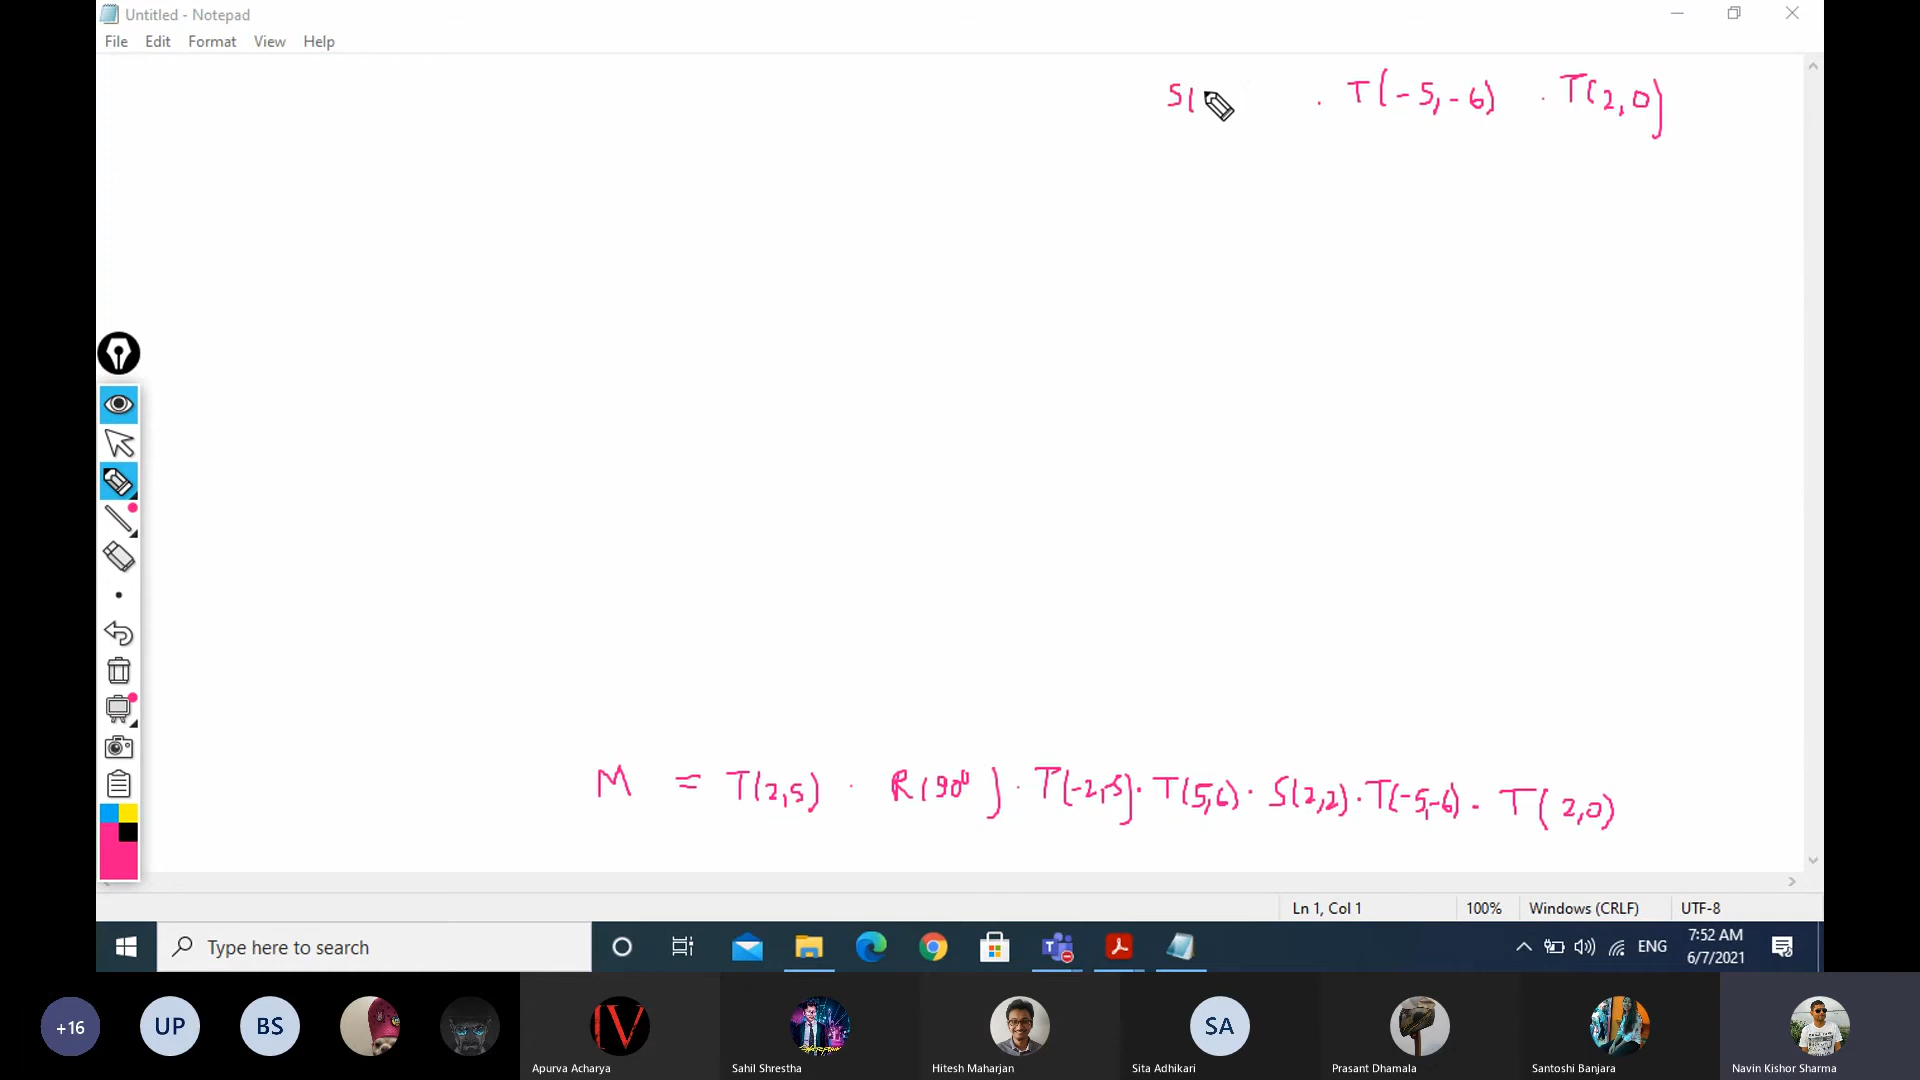 Untitled - Notepad
File Edit Format View Help
S( . T(-5,-6) . T(2,0)
M = T(2,5) . R(90°) . T(-2,-5) . T(5,6) . S(2,2) . T(-5,-6) . T(2,0)
Ln 1, Col 1 100% Windows (CRLF) UTF-8
Type here to search ENG 7:52 AM
6/7/2021
+16 UP BS IV SA
Apurva Acharya Sahil Shrestha Hitesh Maharjan Sita Adhikari Prasant Dhamala Santoshi Banjara Navin Kishor Sharma